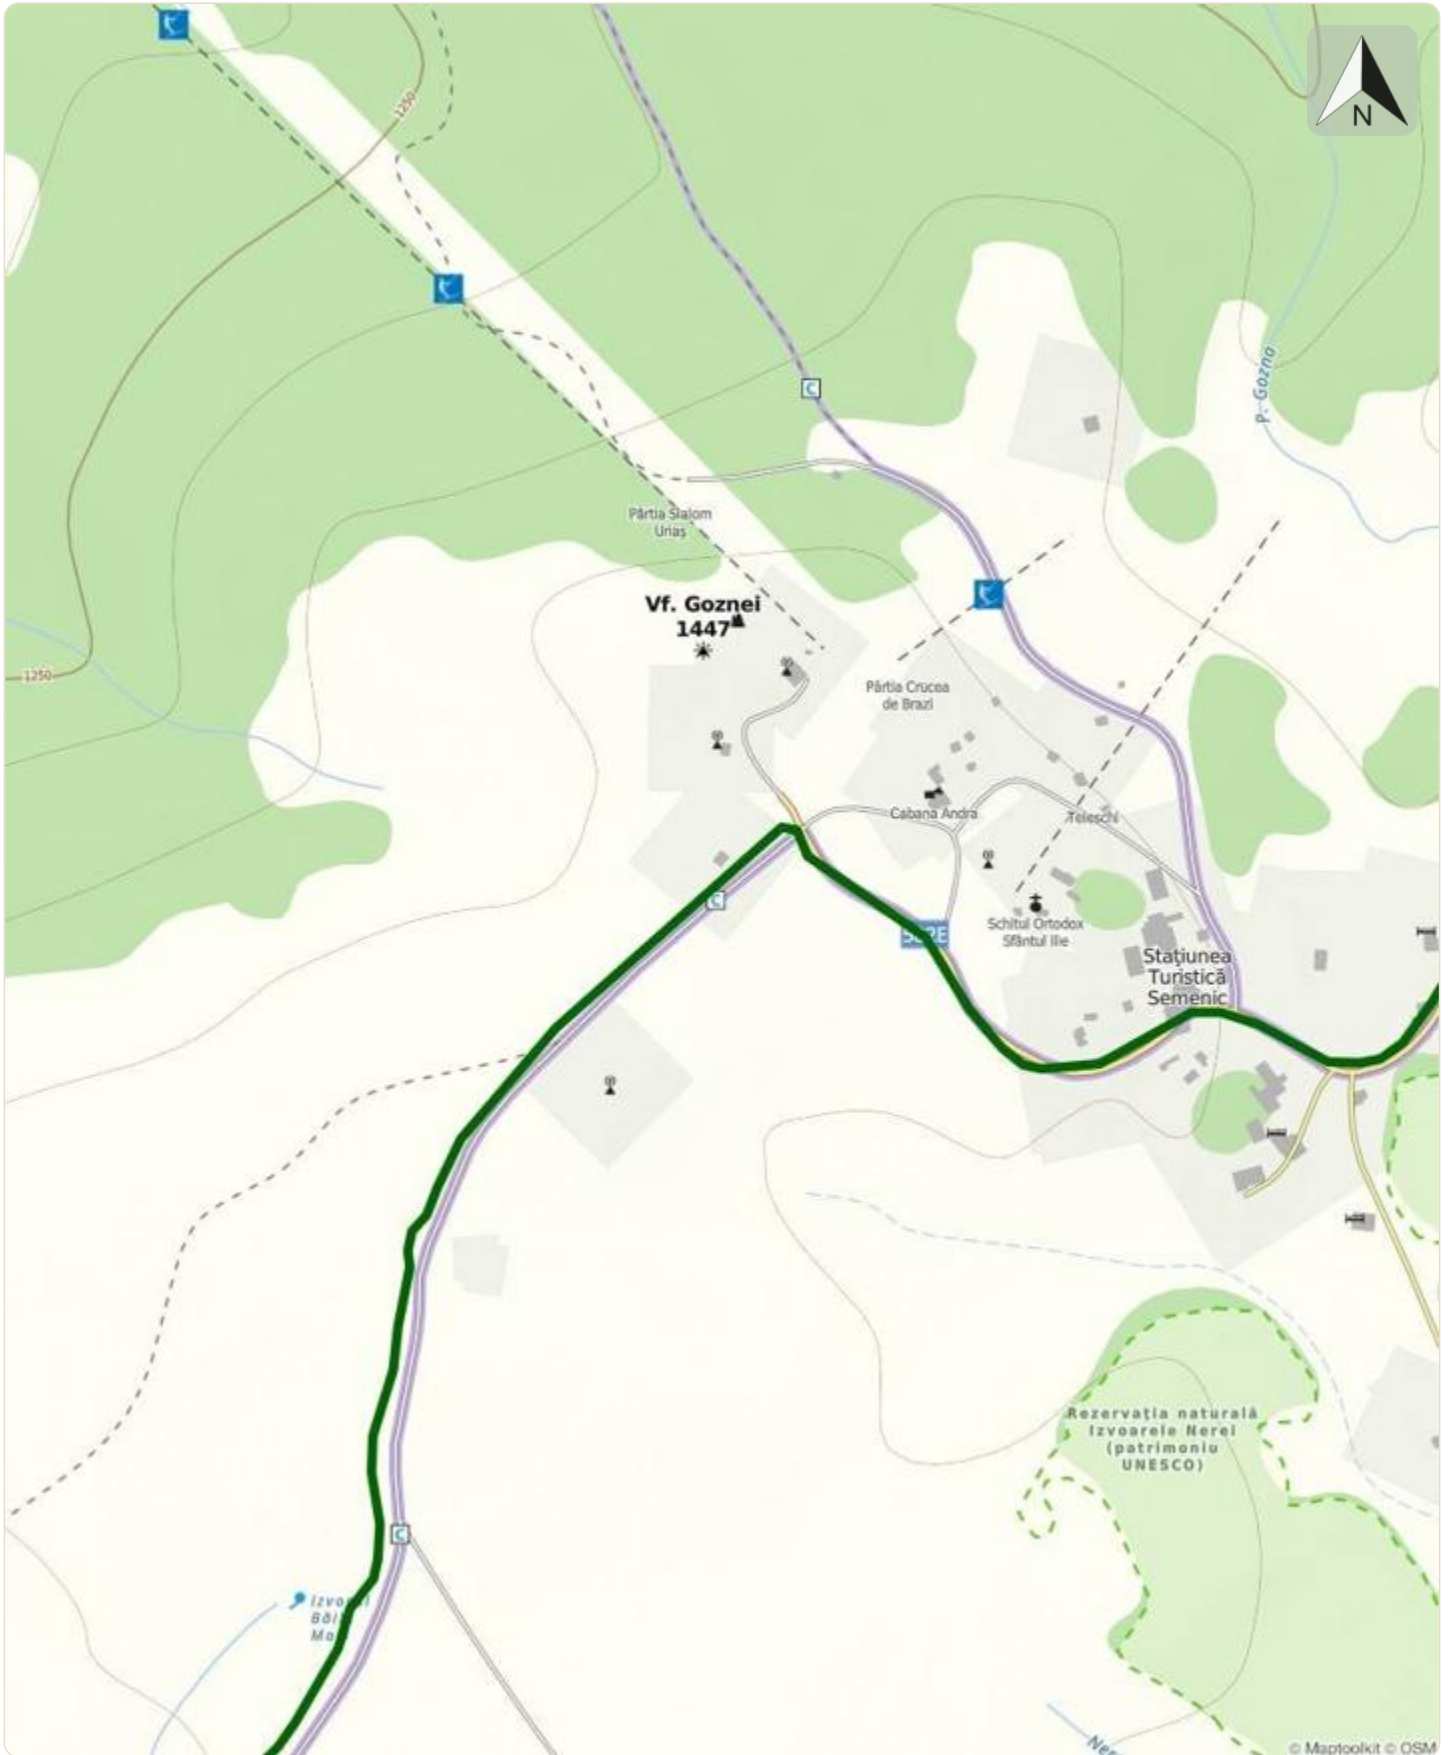 N
1250
C
P. Gozna
Pârtia Slalom
Uriaș
Vf. Goznei
1447
1250
Pârtia Crucea
de Brazi
Cabana Andra
Teleschi
C
Schitul Ortodox
Sfântul Ilie
Stațiunea
Turistică
Semenic
Rezervația naturală
Izvoarele Nerei
(patrimoniu
UNESCO)
C
© Maptoolkit © OSM